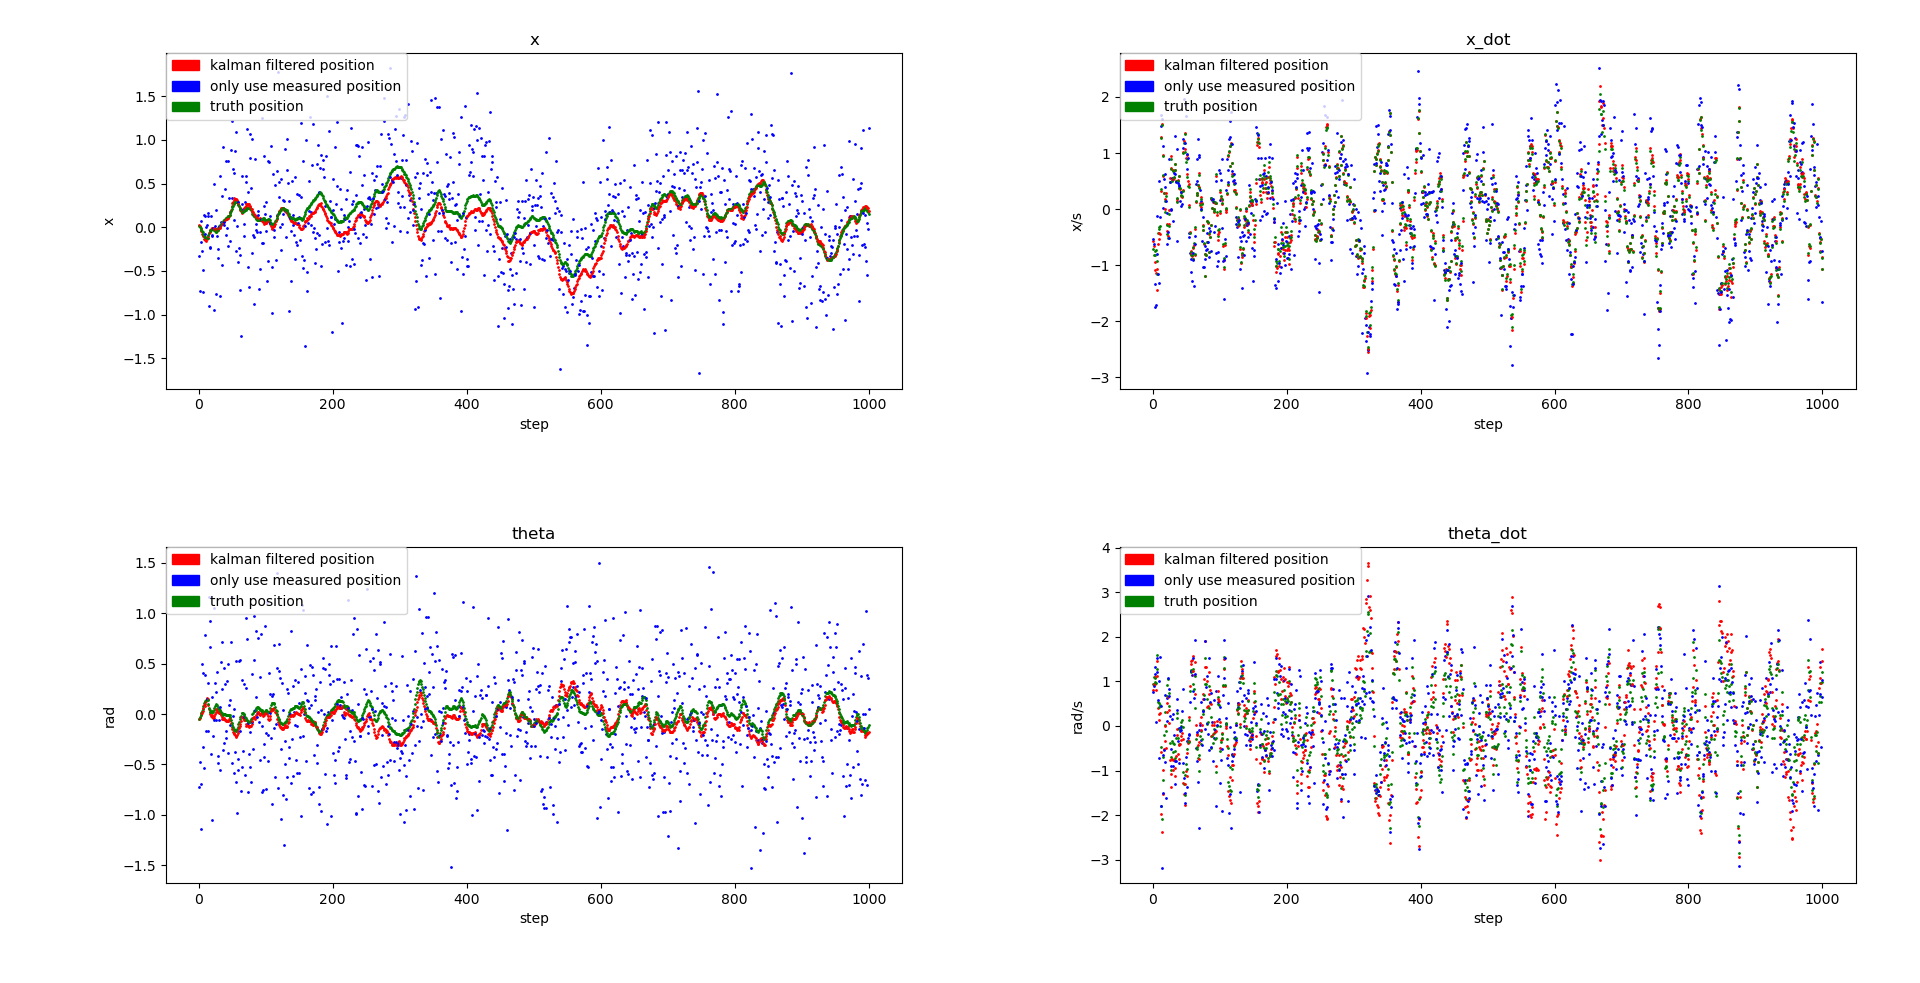 x
kalman filtered position
only use measured position
truth position
x
1.5
1.0
0.5
0.0
−0.5
−1.0
−1.5
0 200 400 600 800 1000
step
x_dot
kalman filtered position
only use measured position
truth position
x/s
2
1
0
−1
−2
−3
0 200 400 600 800 1000
step
theta
kalman filtered position
only use measured position
truth position
rad
1.5
1.0
0.5
0.0
−0.5
−1.0
−1.5
0 200 400 600 800 1000
step
theta_dot
kalman filtered position
only use measured position
truth position
rad/s
4
3
2
1
0
−1
−2
−3
0 200 400 600 800 1000
step